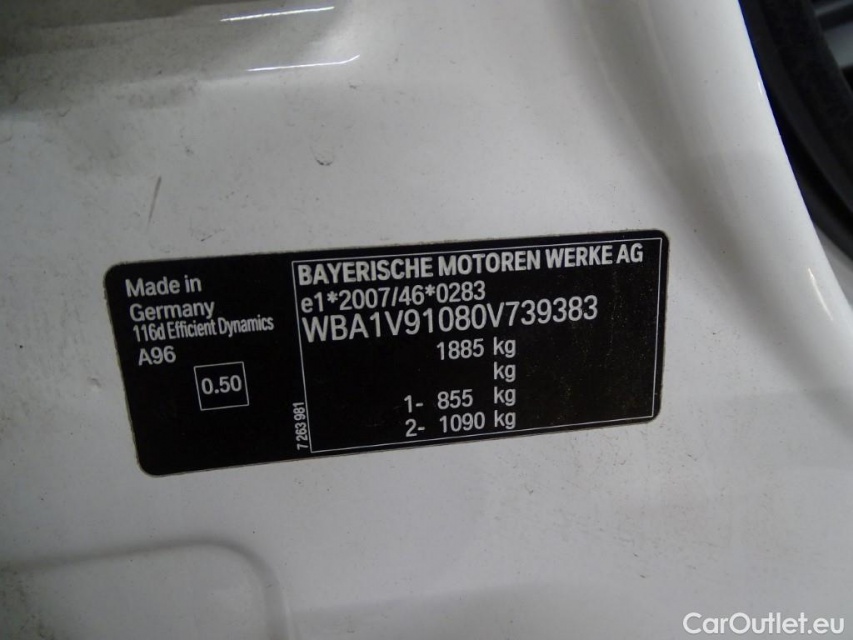 Made in
Germany
116d Efficient Dynamics
A96
0.50
7 263 981
BAYERISCHE MOTOREN WERKE AG
e1*2007/46*0283
WBA1V91080V739383
1885 kg
kg
1- 855 kg
2- 1090 kg
CarOutlet.eu